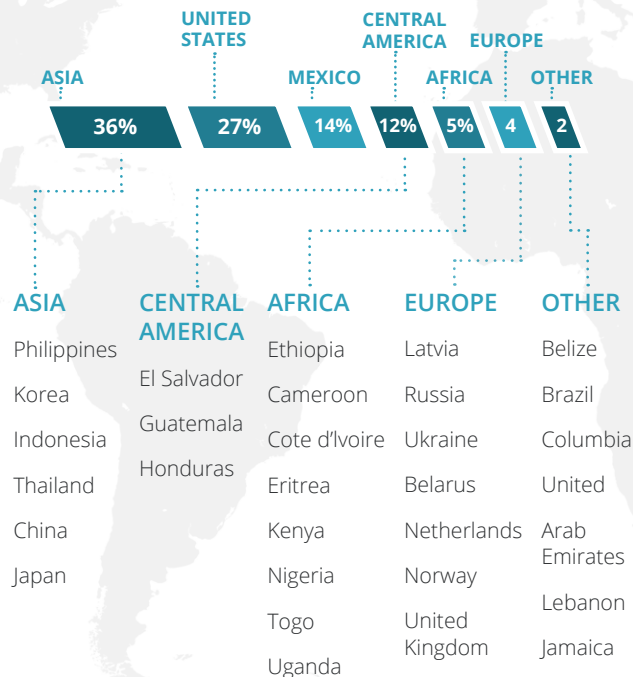 UNITED
STATES
CENTRAL
AMERICA
EUROPE
ASIA
MEXICO
AFRICA
OTHER
36%
27%
14%
12%
5%
4
2
ASIA
Philippines
Korea
Indonesia
Thailand
China
Japan
CENTRAL
AMERICA
El Salvador
Guatemala
Honduras
AFRICA
Ethiopia
Cameroon
Cote d’Ivoire
Eritrea
Kenya
Nigeria
Togo
Uganda
EUROPE
Latvia
Russia
Ukraine
Belarus
Netherlands
Norway
United
Kingdom
OTHER
Belize
Brazil
Columbia
United
Arab
Emirates
Lebanon
Jamaica